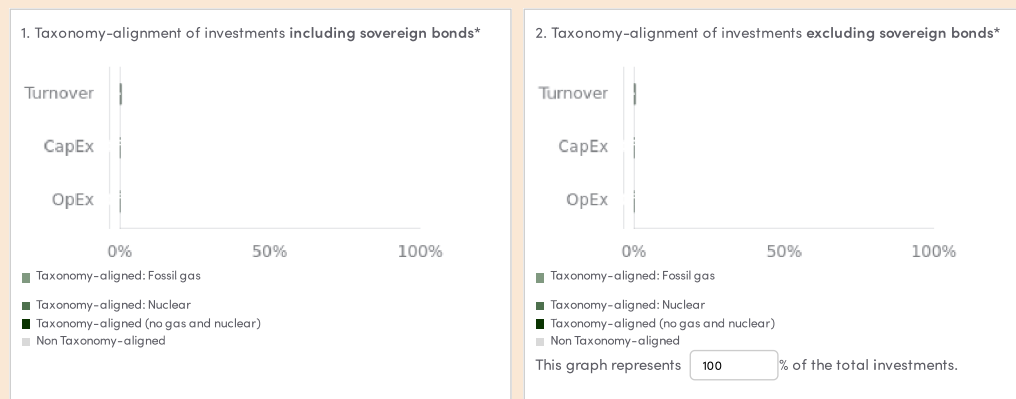 1. Taxonomy-alignment of investments including sovereign bonds*
Turnover
CapEx
OpEx
0% 50% 100%
Taxonomy-aligned: Fossil gas
Taxonomy-aligned: Nuclear
Taxonomy-aligned (no gas and nuclear)
Non Taxonomy-aligned
2. Taxonomy-alignment of investments excluding sovereign bonds*
Turnover
CapEx
OpEx
0% 50% 100%
Taxonomy-aligned: Fossil gas
Taxonomy-aligned: Nuclear
Taxonomy-aligned (no gas and nuclear)
Non Taxonomy-aligned
This graph represents 100 % of the total investments.